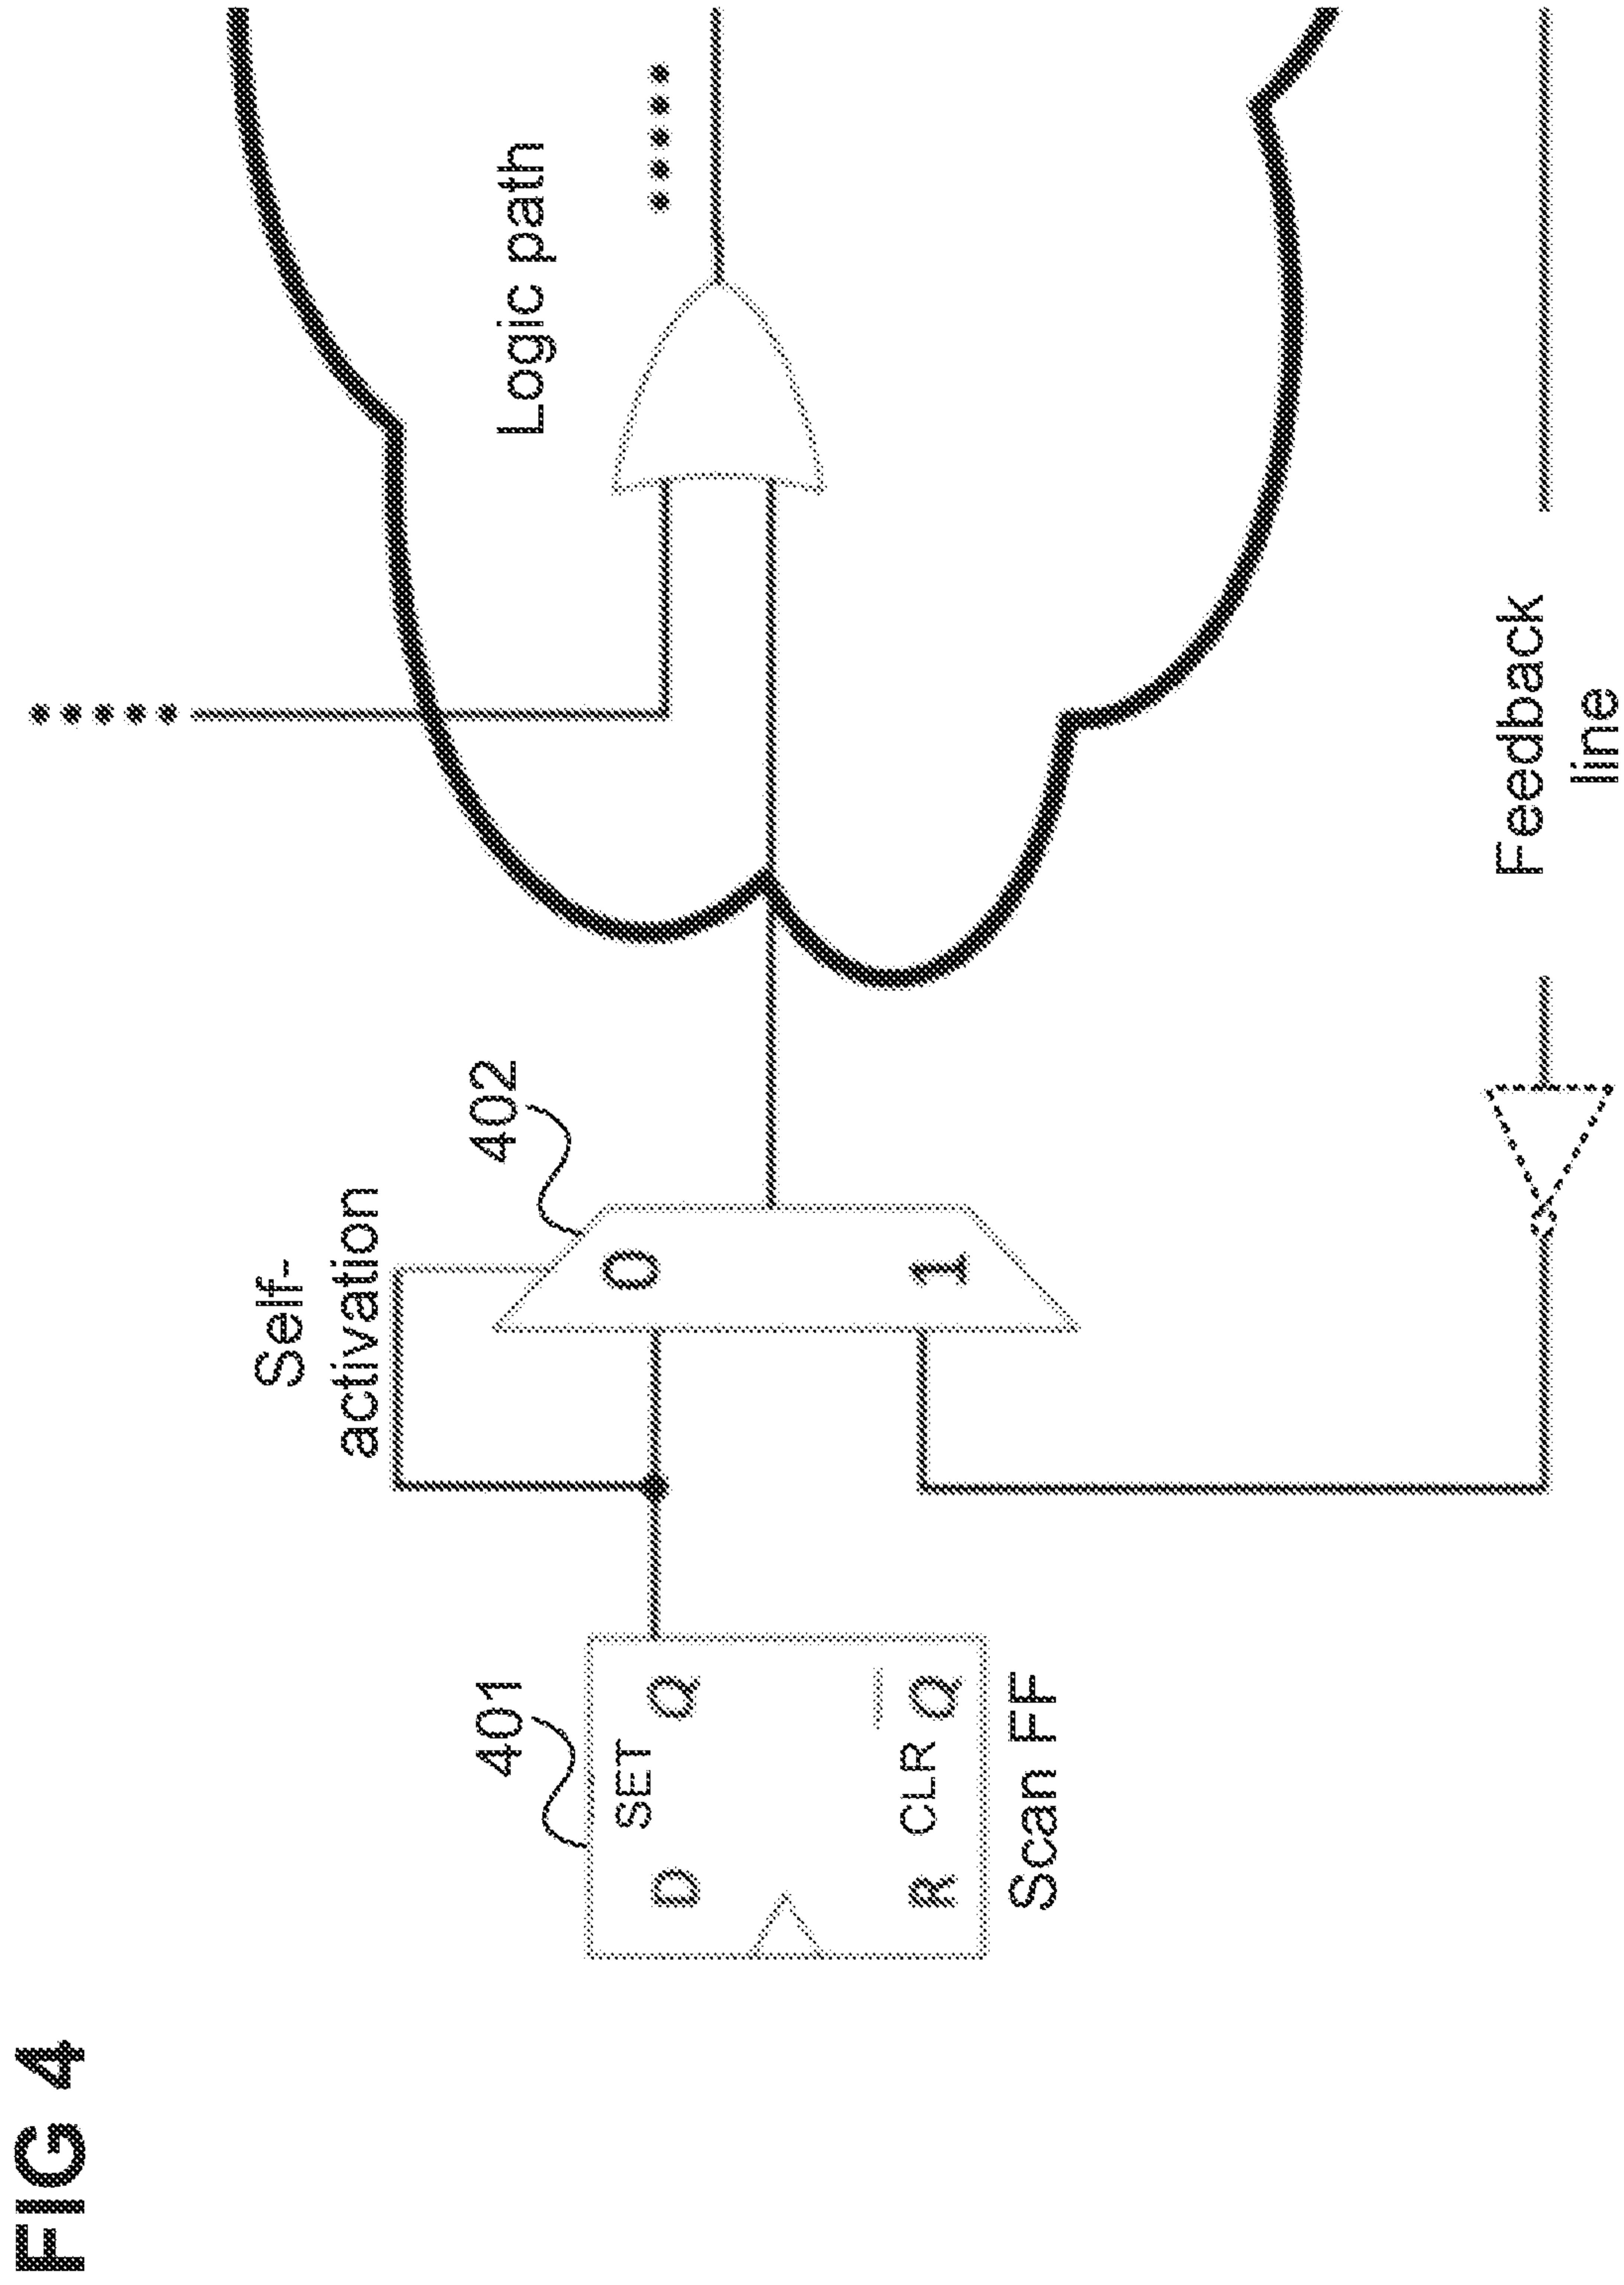 FIG 4
Self-
activation
402
Logic path
401
D
SET
Q
R
CLR
Q
Scan FF
0
1
Feedback
line